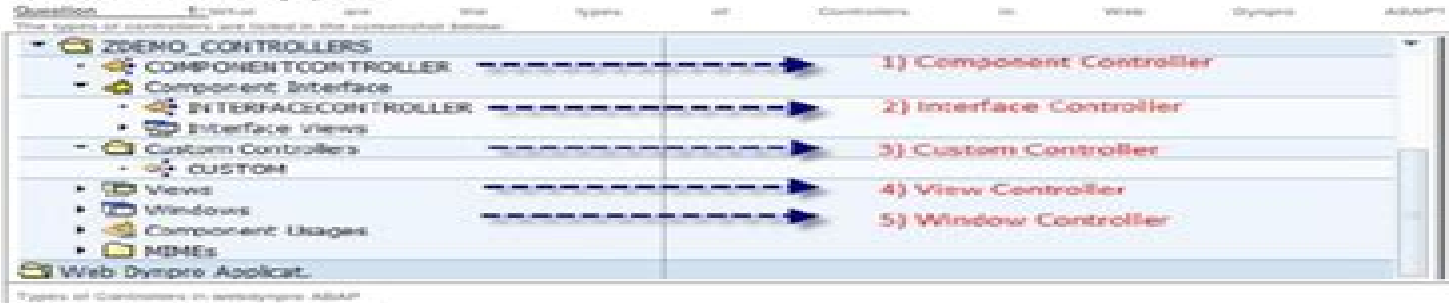 Question are the types of Controllers in Web Dynpro ABAP?
The types of controllers are listed in the screenshot below.
ZDEMO_CONTROLLERS
COMPONENTCONTROLLER 1) Component Controller
Component Interface
INTERFACECONTROLLER 2) Interface Controller
Interface Views
Custom Controllers 3) Custom Controller
CUSTOM
Views 4) View Controller
Windows 5) Window Controller
Component Usages
MIMEs
Web Dynpro Applicat.
Types of Controllers in webdynpro ABAP